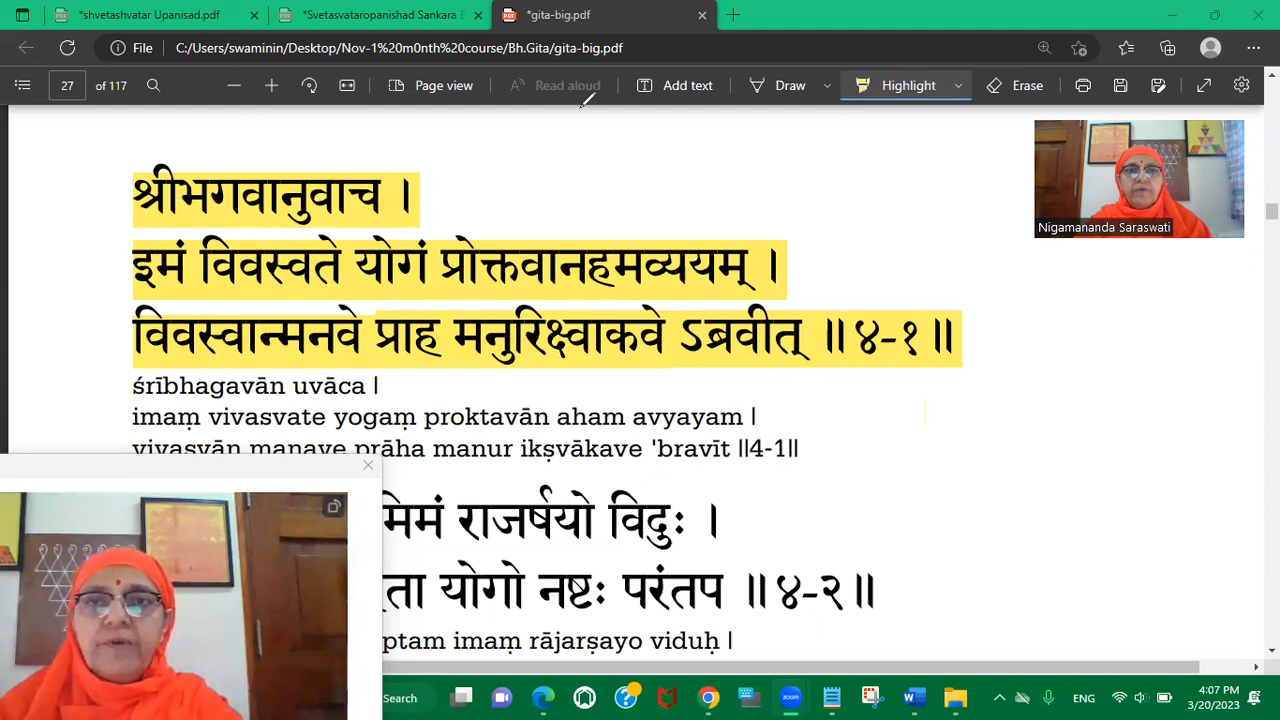 *shvetashvatar Upanisad.pdf
*Svetasvataropanishad Sankara
*gita-big.pdf
File C:/Users/swaminin/Desktop/Nov-1%20m0nth%20course/Bh.Gita/gita-big.pdf
27 of 117 Page view Read aloud Add text Draw Highlight Erase
श्रीभगवानुवाच ।
इमं विवस्वते योगं प्रोक्तवानहमव्ययम् ।
विवस्वान्मनवे प्राह मनुरिक्ष्वाकवे ऽब्रवीत् ॥४-१॥
Nigamananda Saraswati
śrībhagavān uvāca |
imaṃ vivasvate yogaṃ proktavān aham avyayam |
vivasvān manave prāha manur ikṣvākave 'bravīt ||4-1||
राजर्षयो विदुः ।
योगो नष्टः परंतप ॥४-२॥
ptam imaṃ rājarṣayo viduḥ |
Search
ENG
4:07 PM
3/20/2023